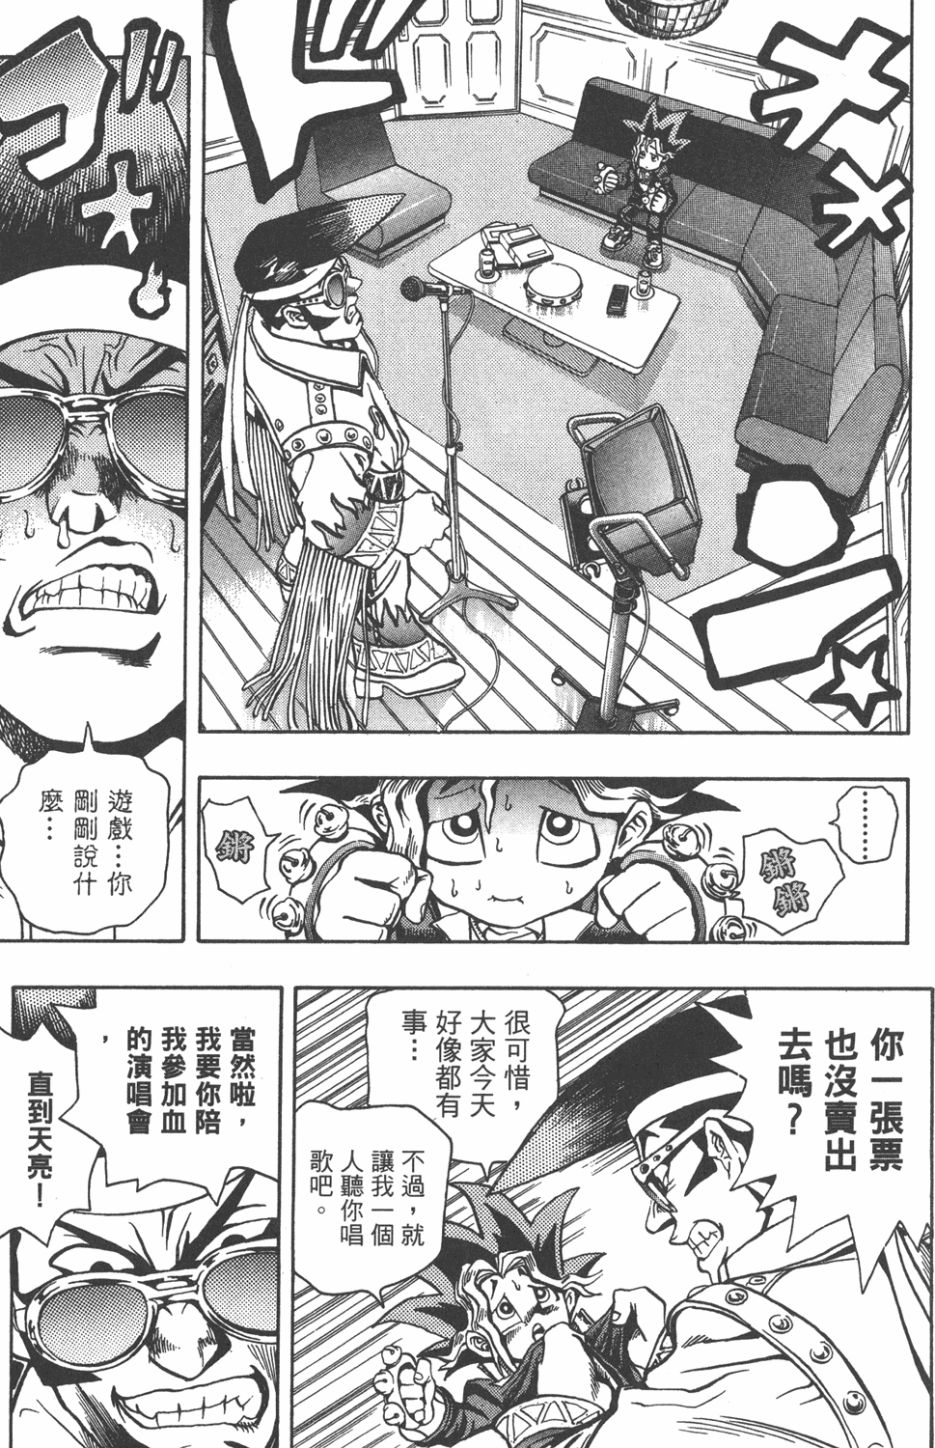 ………
鏘
鏘
鏘
遊戲…你
剛剛說什
麼…
你一張票
也沒賣出
去嗎？
很可惜，
大家今天
好像都有
事…
不過，就
讓我一個
人聽你唱
歌吧。
當然啦，
我要你陪
我參加血
的演唱會
，
直到天亮！